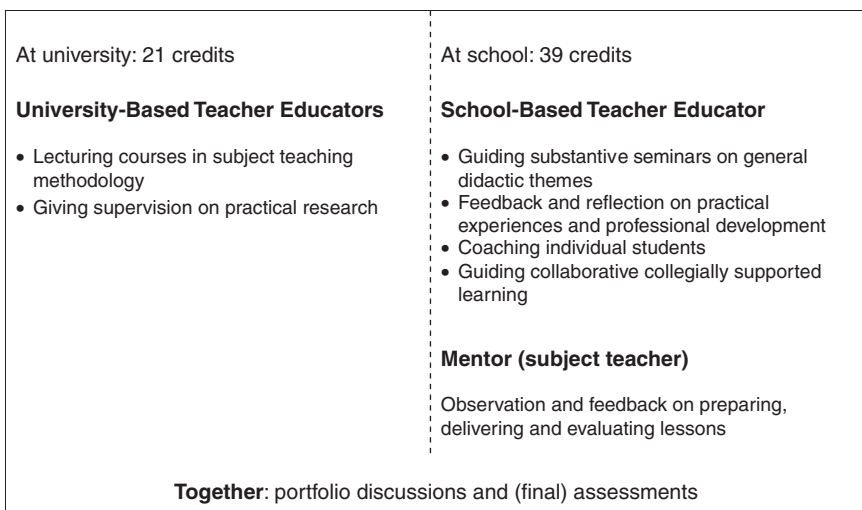 At university: 21 credits
University-Based Teacher Educators
• Lecturing courses in subject teaching
methodology
• Giving supervision on practical research
At school: 39 credits
School-Based Teacher Educator
• Guiding substantive seminars on general
didactic themes
• Feedback and reflection on practical
experiences and professional development
• Coaching individual students
• Guiding collaborative collegially supported
learning
Mentor (subject teacher)
Observation and feedback on preparing,
delivering and evaluating lessons
Together: portfolio discussions and (final) assessments